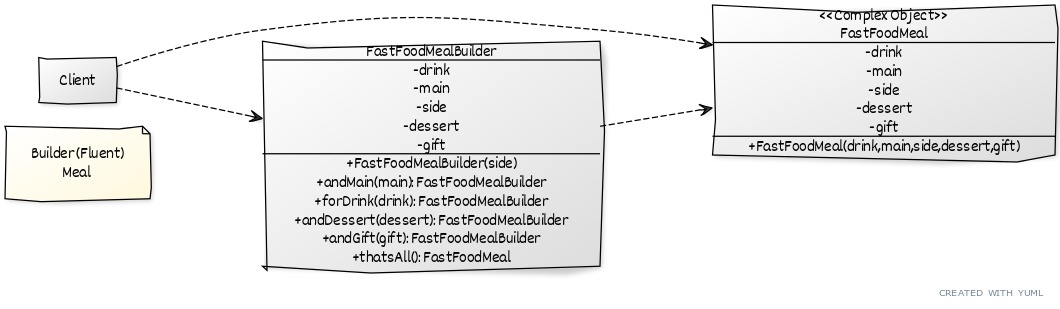 Client
Builder(Fluent)
Meal
FastFoodMealBuilder
-drink
-main
-side
-dessert
-gift
+FastFoodMealBuilder(side)
+andMain(main): FastFoodMealBuilder
+forDrink(drink): FastFoodMealBuilder
+andDessert(dessert): FastFoodMealBuilder
+andGift(gift): FastFoodMealBuilder
+thatsAll(): FastFoodMeal
<<Complex Object>>
FastFoodMeal
-drink
-main
-side
-dessert
-gift
+FastFoodMeal(drink,main,side,dessert,gift)
CREATED WITH YUML